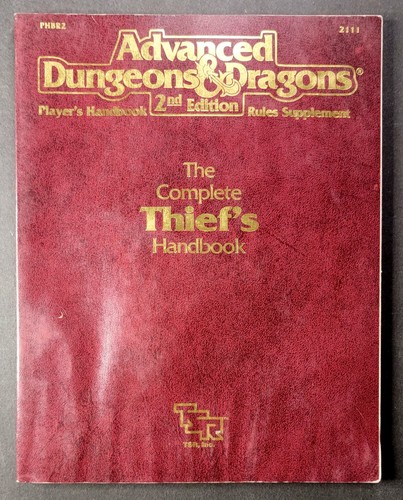 PHBR2 2111
Advanced
Dungeons & Dragons®
Player's Handbook 2nd Edition Rules Supplement
The
Complete
Thief's
Handbook
TSR
TSR, Inc.